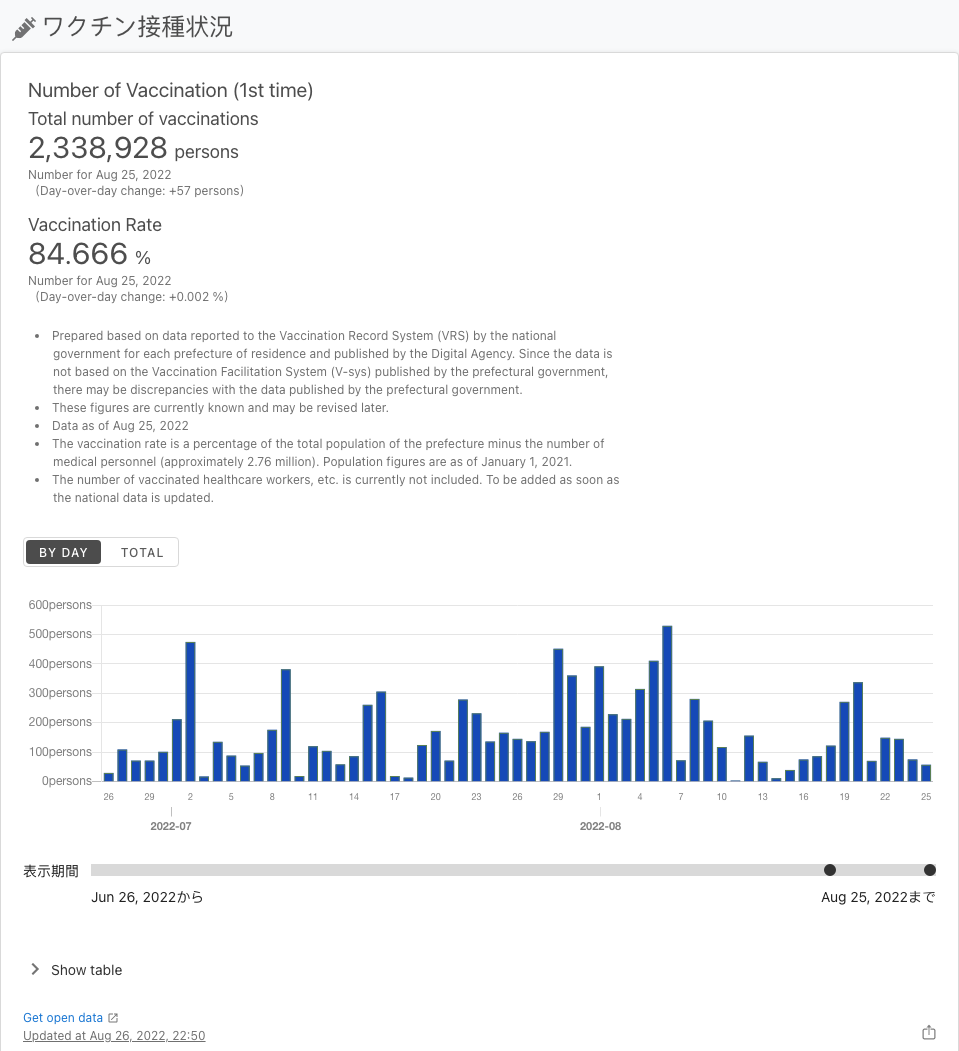 ワクチン接種状況
Number of Vaccination (1st time)
Total number of vaccinations
2,338,928 persons
Number for Aug 25, 2022
(Day-over-day change: +57 persons)
Vaccination Rate
84.666 %
Number for Aug 25, 2022
(Day-over-day change: +0.002 %)
• Prepared based on data reported to the Vaccination Record System (VRS) by the national
government for each prefecture of residence and published by the Digital Agency. Since the data is
not based on the Vaccination Facilitation System (V-sys) published by the prefectural government,
there may be discrepancies with the data published by the prefectural government.
• These figures are currently known and may be revised later.
• Data as of Aug 25, 2022
• The vaccination rate is a percentage of the total population of the prefecture minus the number of
medical personnel (approximately 2.76 million). Population figures are as of January 1, 2021.
• The number of vaccinated healthcare workers, etc. is currently not included. To be added as soon as
the national data is updated.
BY DAY TOTAL
600persons
500persons
400persons
300persons
200persons
100persons
0persons
26 29 2 5 8 11 14 17 20 23 26 29 1 4 7 10 13 16 19 22 25
2022-07 2022-08
表示期間
Jun 26, 2022から Aug 25, 2022まで
Show table
Get open data
Updated at Aug 26, 2022, 22:50